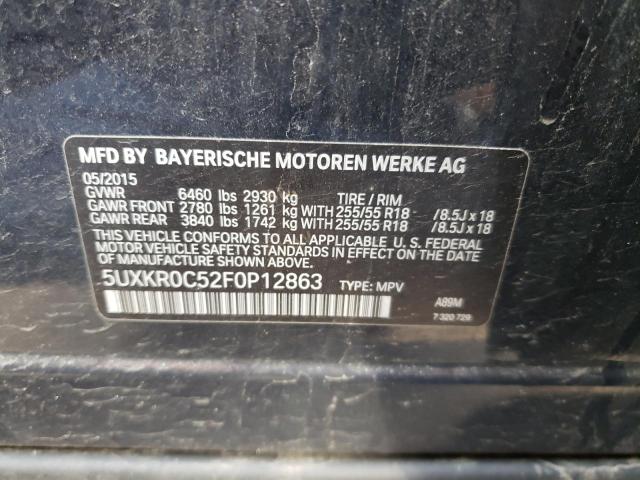 MFD BY BAYERISCHE MOTOREN WERKE AG
05/2015
GVWR 6460 lbs 2930 kg TIRE / RIM
GAWR FRONT 2780 lbs 1261 kg WITH 255/55 R18 /8.5J x 18
GAWR REAR 3840 lbs 1742 kg WITH 255/55 R18 /8.5J x 18
THIS VEHICLE CONFORMS TO ALL APPLICABLE U. S. FEDERAL
MOTOR VEHICLE SAFETY STANDARDS IN EFFECT ON THE
DATE OF MANUFACTURE SHOWN ABOVE.
5UXKR0C52F0P12863 TYPE: MPV
A89M
7 320 729